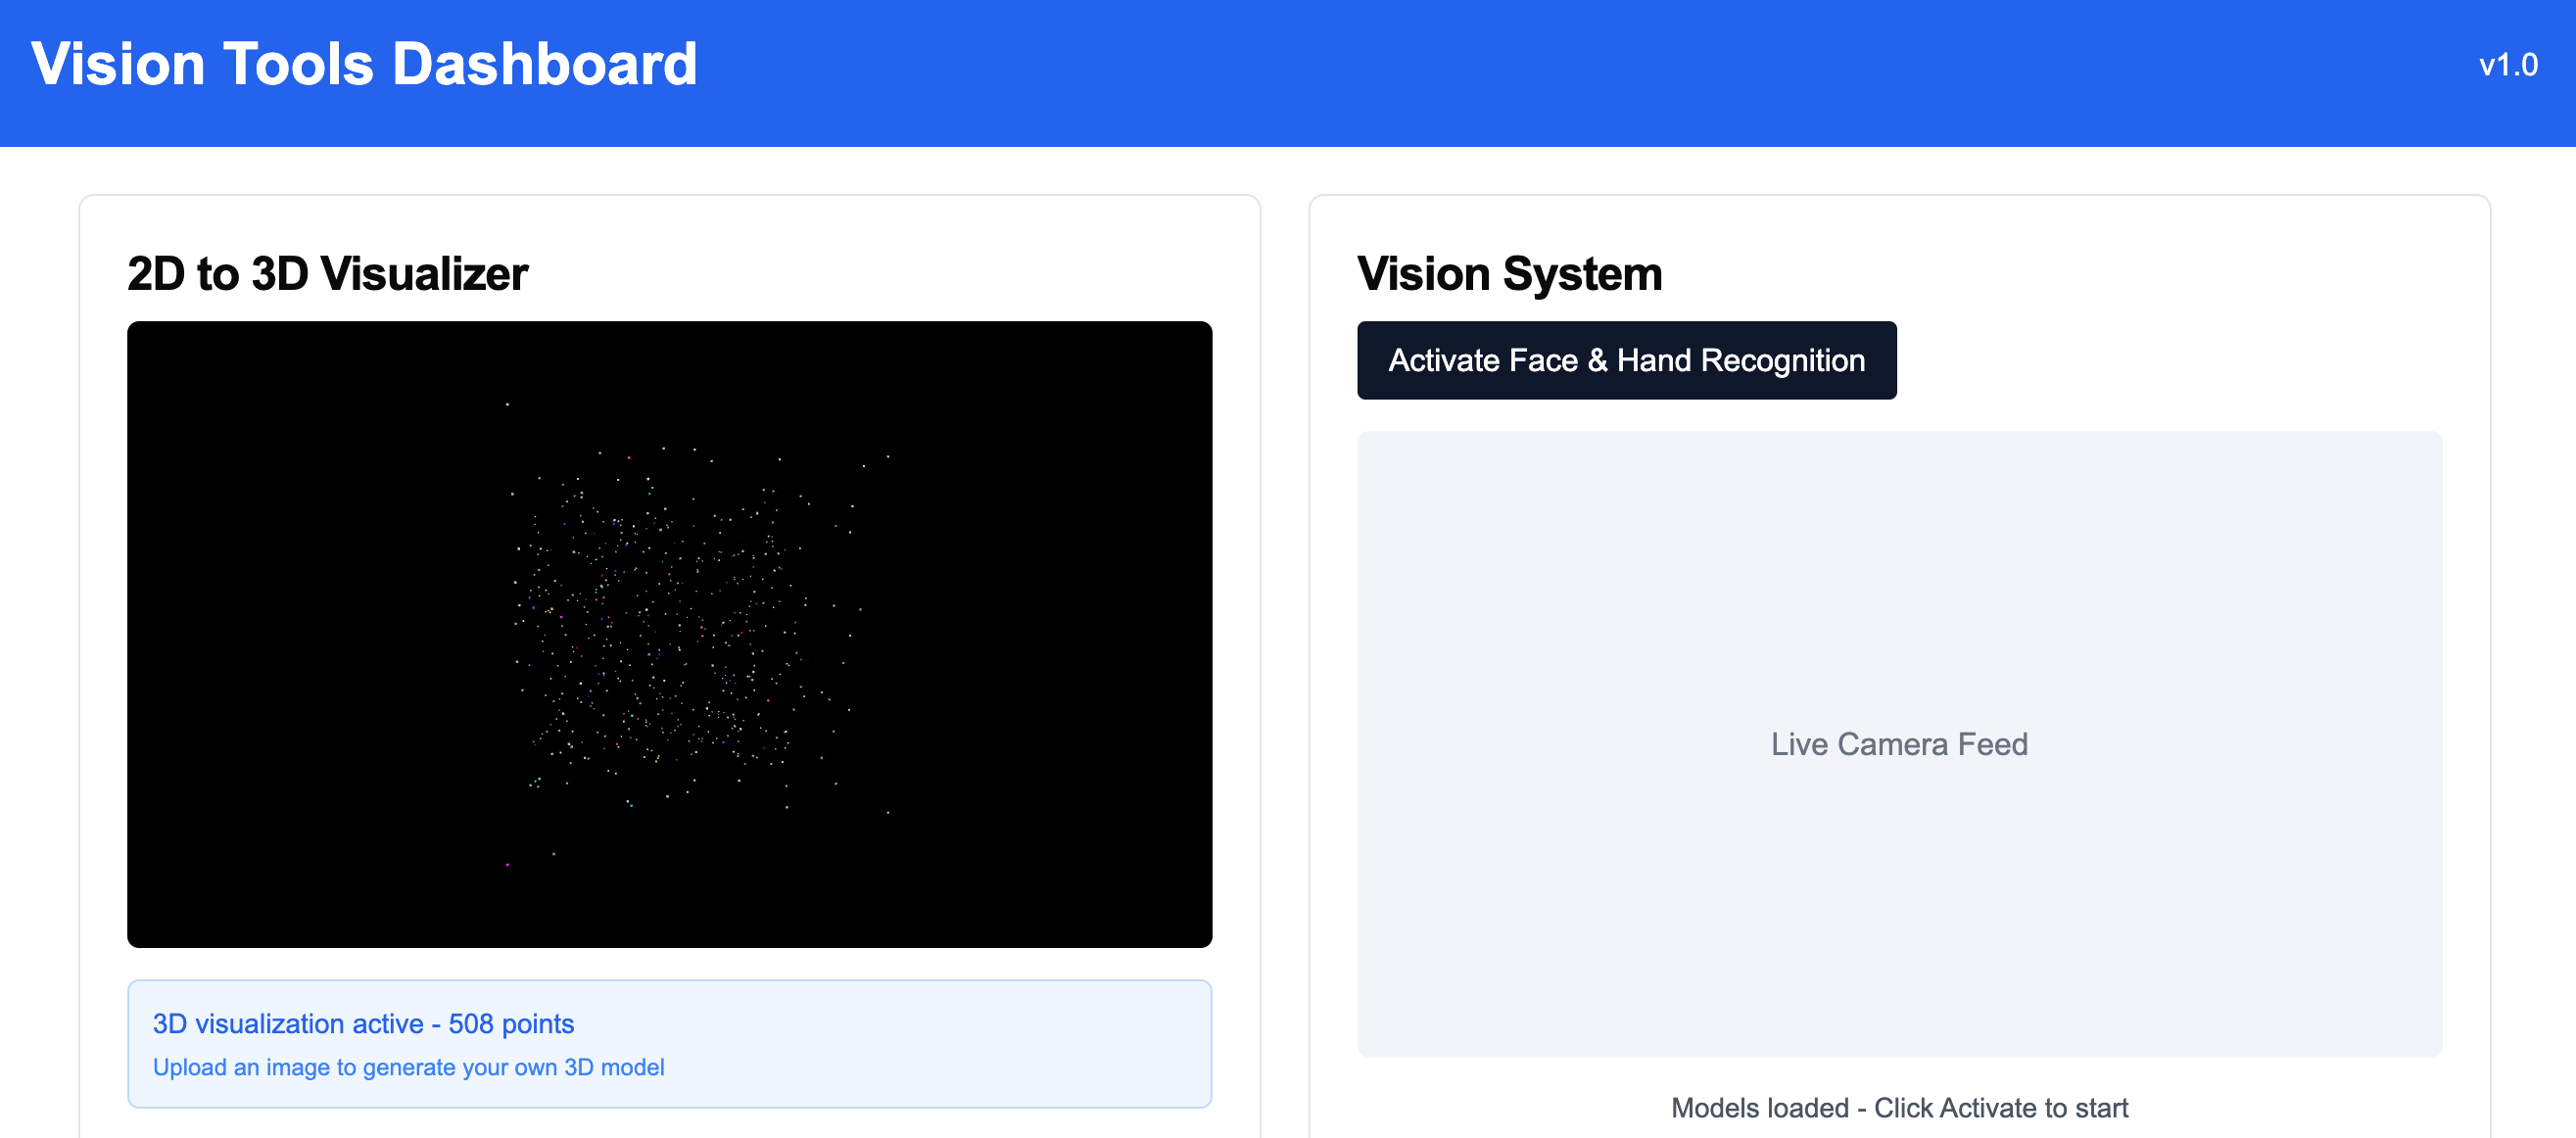 Vision Tools Dashboard
v1.0
2D to 3D Visualizer
3D visualization active - 508 points
Upload an image to generate your own 3D model
Vision System
Activate Face & Hand Recognition
Live Camera Feed
Models loaded - Click Activate to start